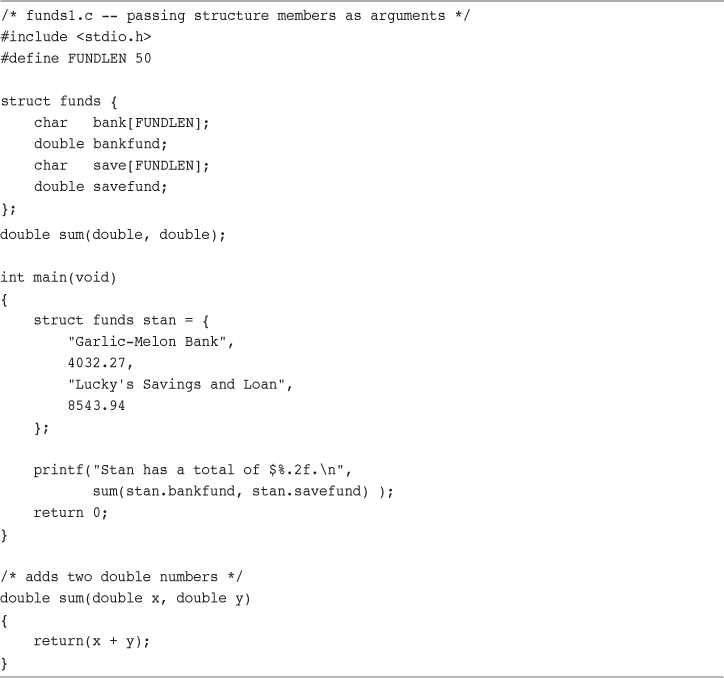 /* funds1.c -- passing structure members as arguments */
#include <stdio.h>
#define FUNDLEN 50

struct funds {
    char   bank[FUNDLEN];
    double bankfund;
    char   save[FUNDLEN];
    double savefund;
};
double sum(double, double);

int main(void)
{
    struct funds stan = {
        "Garlic-Melon Bank",
        4032.27,
        "Lucky's Savings and Loan",
        8543.94
    };

    printf("Stan has a total of $%.2f.\n",
           sum(stan.bankfund, stan.savefund) );
    return 0;
}

/* adds two double numbers */
double sum(double x, double y)
{
    return(x + y);
}